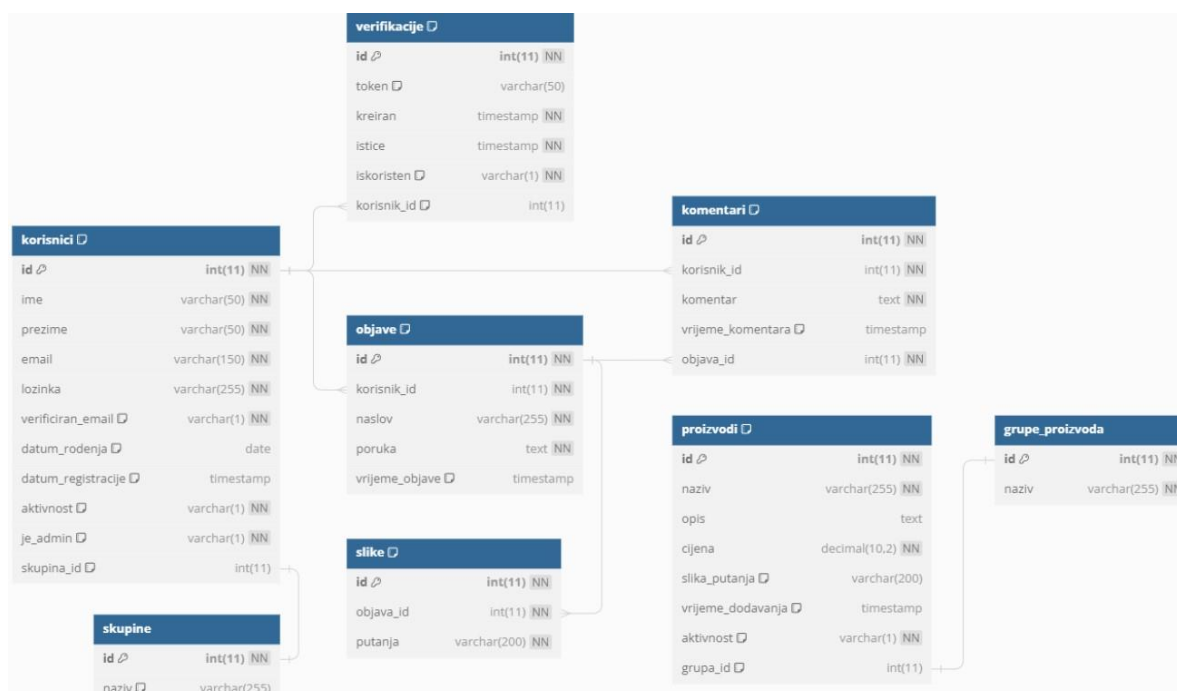 verifikacije
id int(11) NN
token varchar(50)
kreiran timestamp NN
istice timestamp NN
iskoristen varchar(1) NN
korisnik_id int(11)
korisnici
id int(11) NN
ime varchar(50) NN
prezime varchar(50) NN
email varchar(150) NN
lozinka varchar(255) NN
verificiran_email varchar(1) NN
datum_rodenja date
datum_registracije timestamp
aktivnost varchar(1) NN
je_admin varchar(1) NN
skupina_id int(11)
skupine
id int(11) NN
naziv varchar(255)
objave
id int(11) NN
korisnik_id int(11) NN
naslov varchar(255) NN
poruka text NN
vrijeme_objave timestamp
slike
id int(11) NN
objava_id int(11) NN
putanja varchar(200) NN
komentari
id int(11) NN
korisnik_id int(11) NN
komentar text NN
vrijeme_komentara timestamp
objava_id int(11) NN
proizvodi
id int(11) NN
naziv varchar(255) NN
opis text
cijena decimal(10,2) NN
slika_putanja varchar(200)
vrijeme_dodavanja timestamp
aktivnost varchar(1) NN
grupa_id int(11)
grupe_proizvoda
id int(11) NN
naziv varchar(255) NN